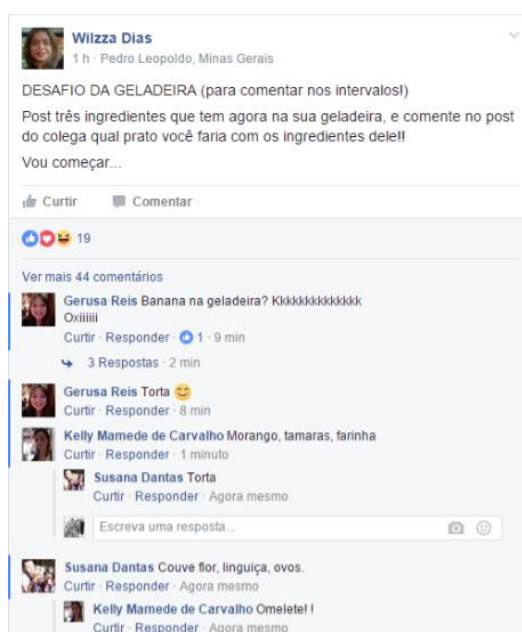 Wilzza Dias
1 h · Pedro Leopoldo, Minas Gerais
DESAFIO DA GELADEIRA (para comentar nos intervalos!)
Post três ingredientes que tem agora na sua geladeira, e comente no post
do colega qual prato você faria com os ingredientes dele!!
Vou começar...
Curtir Comentar
19
Ver mais 44 comentários
Gerusa Reis Banana na geladeira? Kkkkkkkkkkkkk
Oxiiiiii
Curtir · Responder · 1 · 9 min
3 Respostas · 2 min
Gerusa Reis Torta 😊
Curtir · Responder · 8 min
Kelly Mamede de Carvalho Morango, tamaras, farinha
Curtir · Responder · 1 minuto
Susana Dantas Torta
Curtir · Responder · Agora mesmo
Escreva uma resposta...
Susana Dantas Couve flor, linguiça, ovos.
Curtir · Responder · Agora mesmo
Kelly Mamede de Carvalho Omelete! !
Curtir · Responder · Agora mesmo